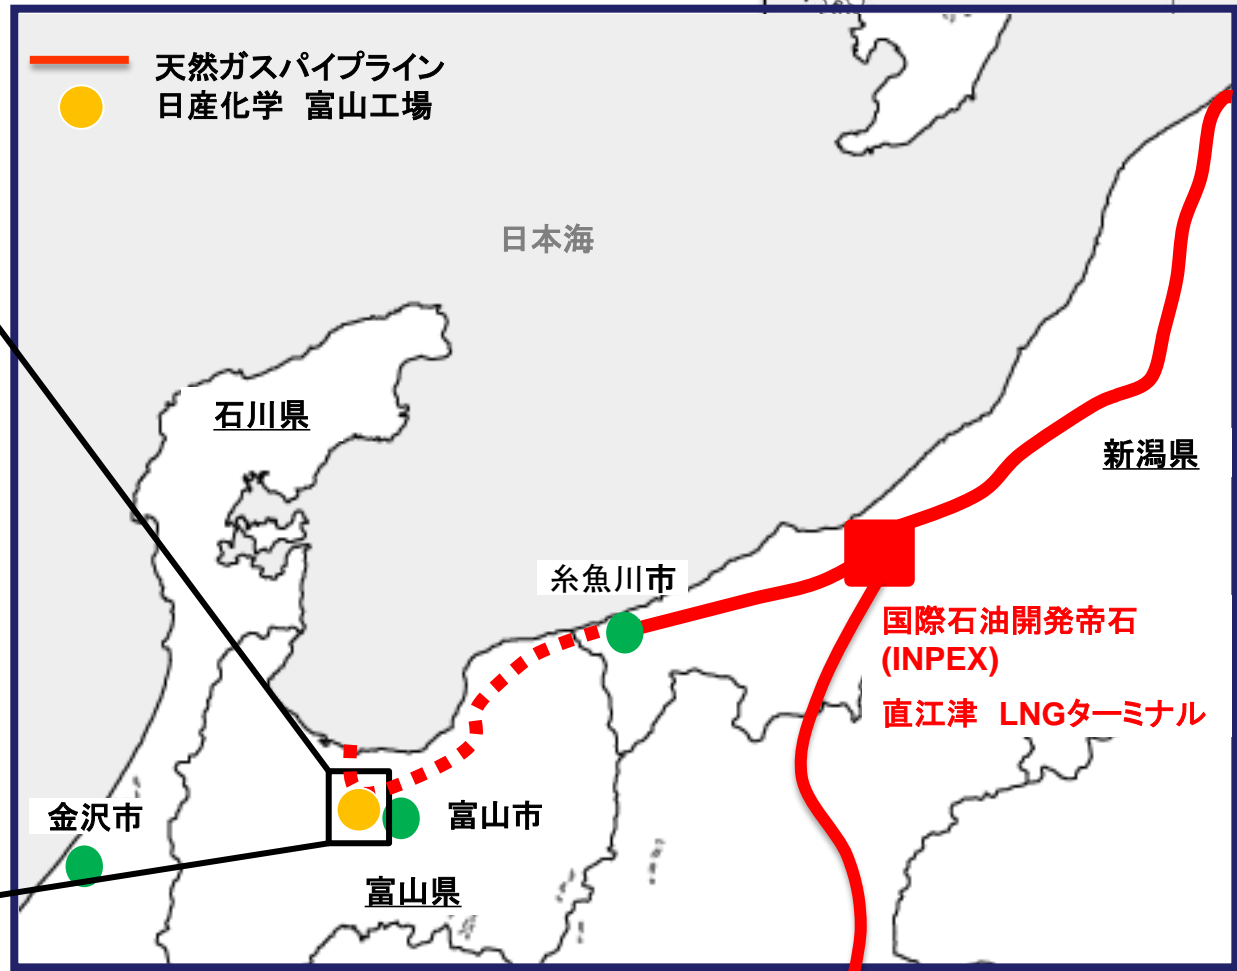 天然ガスパイプライン
日産化学　富山工場
日本海
石川県
新潟県
糸魚川市
国際石油開発帝石
(INPEX)
直江津　LNGターミナル
金沢市
富山市
富山県